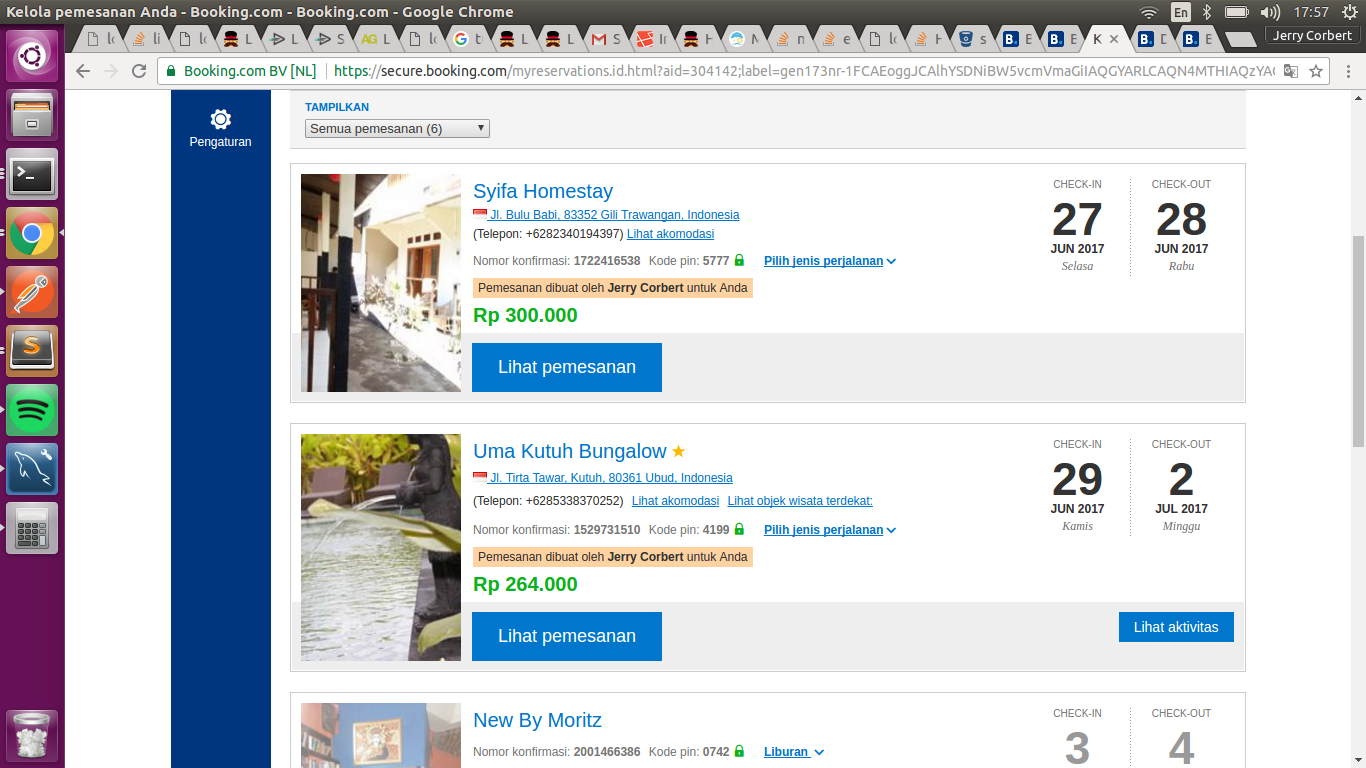 Kelola pemesanan Anda - Booking.com - Booking.com - Google Chrome
En
17:57
Jerry Corbert
Booking.com BV [NL]
https://secure.booking.com/myreservations.id.html?aid=304142;label=gen173nr-1FCAEoggJCAlhYSDNiBW5vcmVmaGiIAQGYARLCAQN4MTHIAQzYAQ
Pengaturan
TAMPILKAN
Semua pemesanan (6)
Syifa Homestay
Jl. Bulu Babi, 83352 Gili Trawangan, Indonesia
(Telepon: +6282340194397) Lihat akomodasi
Nomor konfirmasi: 1722416538 Kode pin: 5777 Pilih jenis perjalanan
Pemesanan dibuat oleh Jerry Corbert untuk Anda
Rp 300.000
Lihat pemesanan
CHECK-IN
27
JUN 2017
Selasa
CHECK-OUT
28
JUN 2017
Rabu
Uma Kutuh Bungalow
Jl. Tirta Tawar, Kutuh, 80361 Ubud, Indonesia
(Telepon: +6285338370252) Lihat akomodasi Lihat objek wisata terdekat:
Nomor konfirmasi: 1529731510 Kode pin: 4199 Pilih jenis perjalanan
Pemesanan dibuat oleh Jerry Corbert untuk Anda
Rp 264.000
Lihat pemesanan
Lihat aktivitas
CHECK-IN
29
JUN 2017
Kamis
CHECK-OUT
2
JUL 2017
Minggu
New By Moritz
Nomor konfirmasi: 2001466386 Kode pin: 0742 Liburan
CHECK-IN
3
CHECK-OUT
4